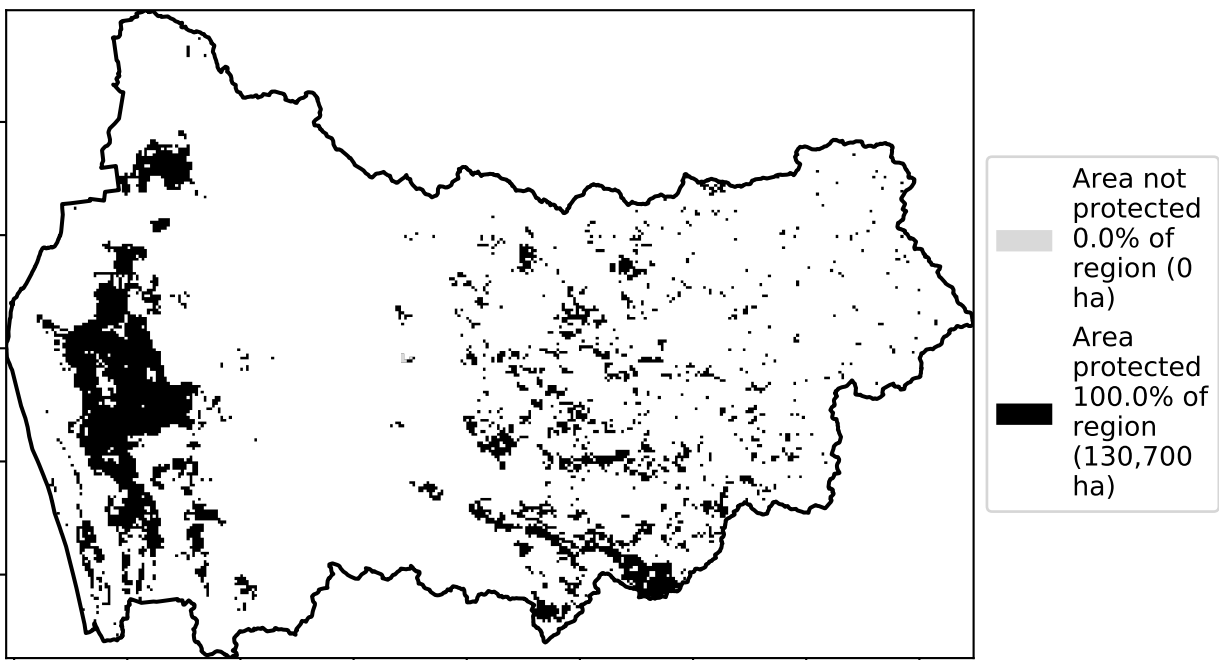 Area not
protected
0.0% of
region (0
ha)
Area
protected
100.0% of
region
(130,700
ha)